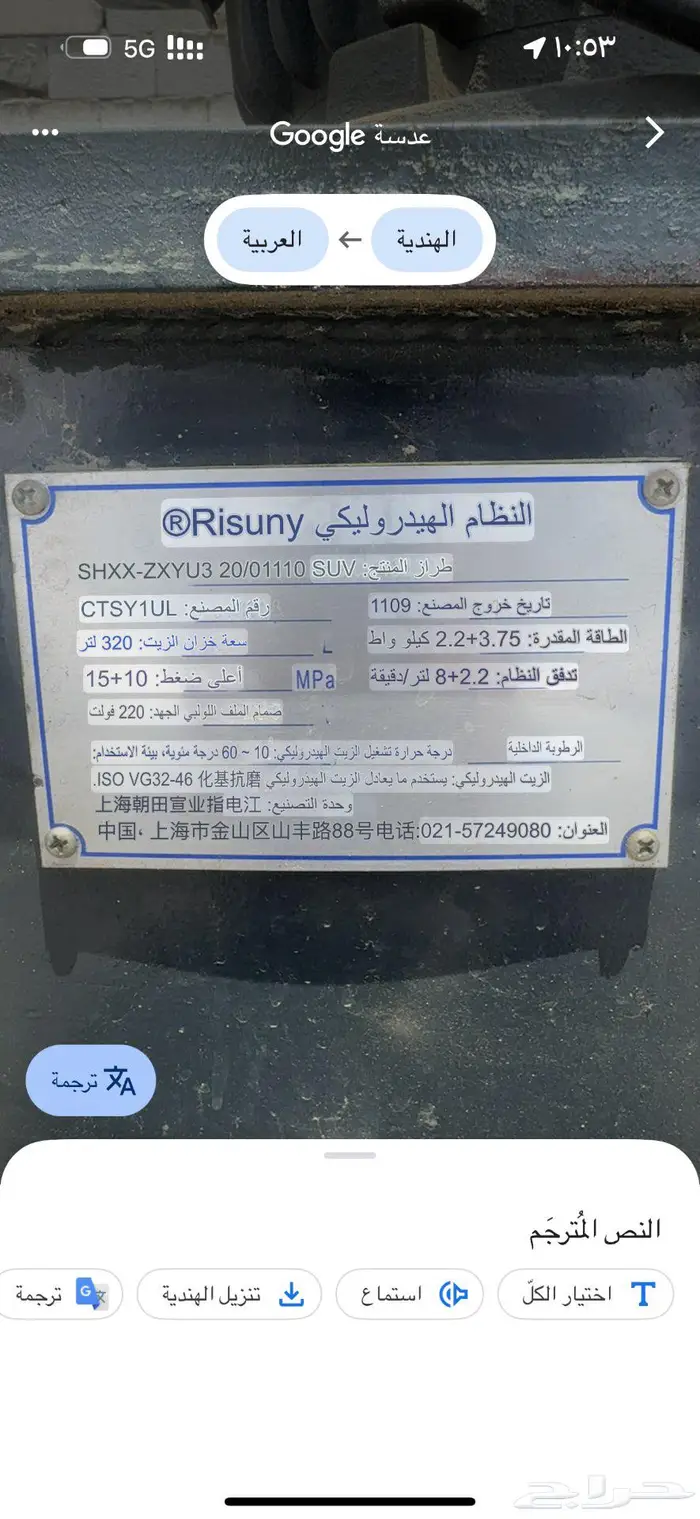 ١٠:٥٣
5G
عدسة Google
الهندية ← العربية
النظام الهيدروليكي Risuny®
طراز المنتج: SHXX-ZXYU3 20/01110 SUV
تاريخ خروج المصنع: 1109 رقم المصنع: CTSY1UL
الطاقة المقدرة: 3.75+2.2 كيلو واط سعة خزان الزيت: 320 لتر L
تدفق النظام: 2.2+8 لتر/دقيقة أعلى ضغط: 10+15 MPa
صمام الملف اللولبي الجهد: 220 فولت
الرطوبة الداخلية درجة حرارة تشغيل الزيت الهيدروليكي: 10 ~ 60 درجة مئوية، بيئة الاستخدام:
الزيت الهيدروليكي: يستخدم ما يعادل الزيت الهيدروليكي ISO VG32-46 化基抗磨.
وحدة التصنيع: 上海朝田宣业指电江
العنوان: 中国، 上海市金山区山丰路88号电话:021-57249080
ترجمة
النص المُترجَم
اختيار الكلّ
استماع
تنزيل الهندية
ترجمة
حراج